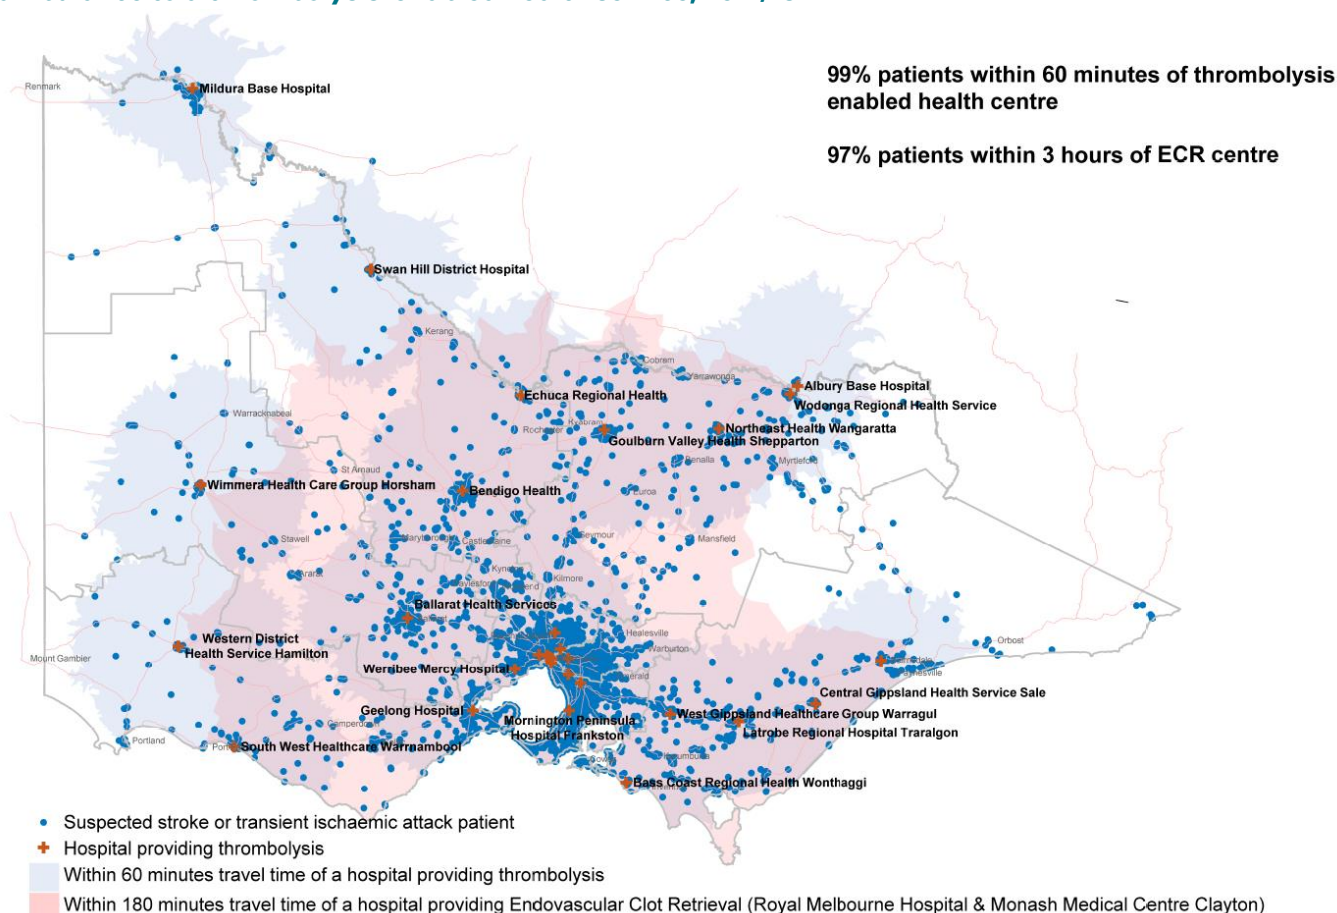 99% patients within 60 minutes of thrombolysis
enabled health centre
97% patients within 3 hours of ECR centre
Renmark
Mildura Base Hospital
Swan Hill District Hospital
Kerang
Cobrem
Yarrawonga
Albury Base Hospital
Echuca Regional Health
Wodonga Regional Health Service
Warracknabeal
Kyabram
Northeast Health Wangaratta
Goulburn Valley Health Shepparton
Benalla
Myrtleford
St Arnaud
Wimmera Health Care Group Horsham
Bendigo Health
Euroa
Stawell
Maryborough
Castlemaine
Seymour
Mansfield
Ararat
Kyneton
Kilmore
Ballarat Health Services
Healesville
Western District
Health Service Hamilton
Warburton
Orbost
Mount Gambier
Werribee Mercy Hospital
Central Gippsland Health Service Sale
Geelong Hospital
West Gippsland Healthcare Group Warragul
Mornington Peninsula
Hospital Frankston
Latrobe Regional Hospital Traralgon
Portland
South West Healthcare Warrnambool
Bass Coast Regional Health Wonthaggi
Suspected stroke or transient ischaemic attack patient
Hospital providing thrombolysis
Within 60 minutes travel time of a hospital providing thrombolysis
Within 180 minutes travel time of a hospital providing Endovascular Clot Retrieval (Royal Melbourne Hospital & Monash Medical Centre Clayton)